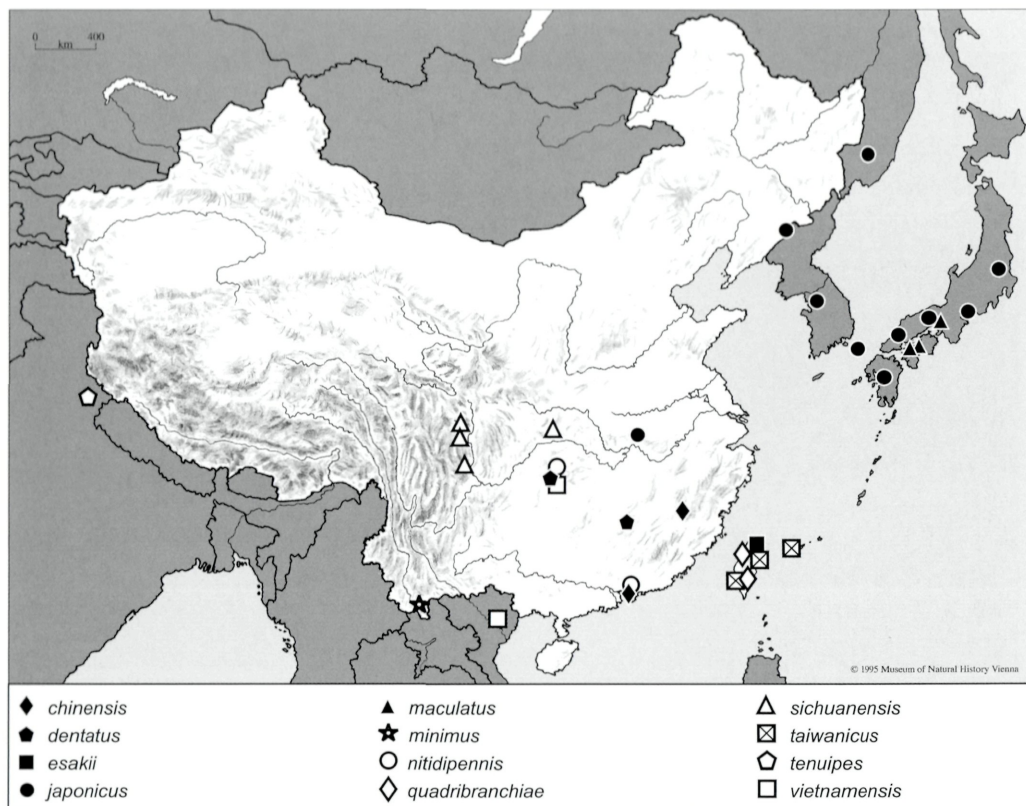 0 400
km
© 1995 Museum of Natural History Vienna
chinensis
dentatus
esakii
japonicus
maculatus
minimus
nitidipennis
quadribranchiae
sichuanensis
taiwanicus
tenuipes
vietnamensis